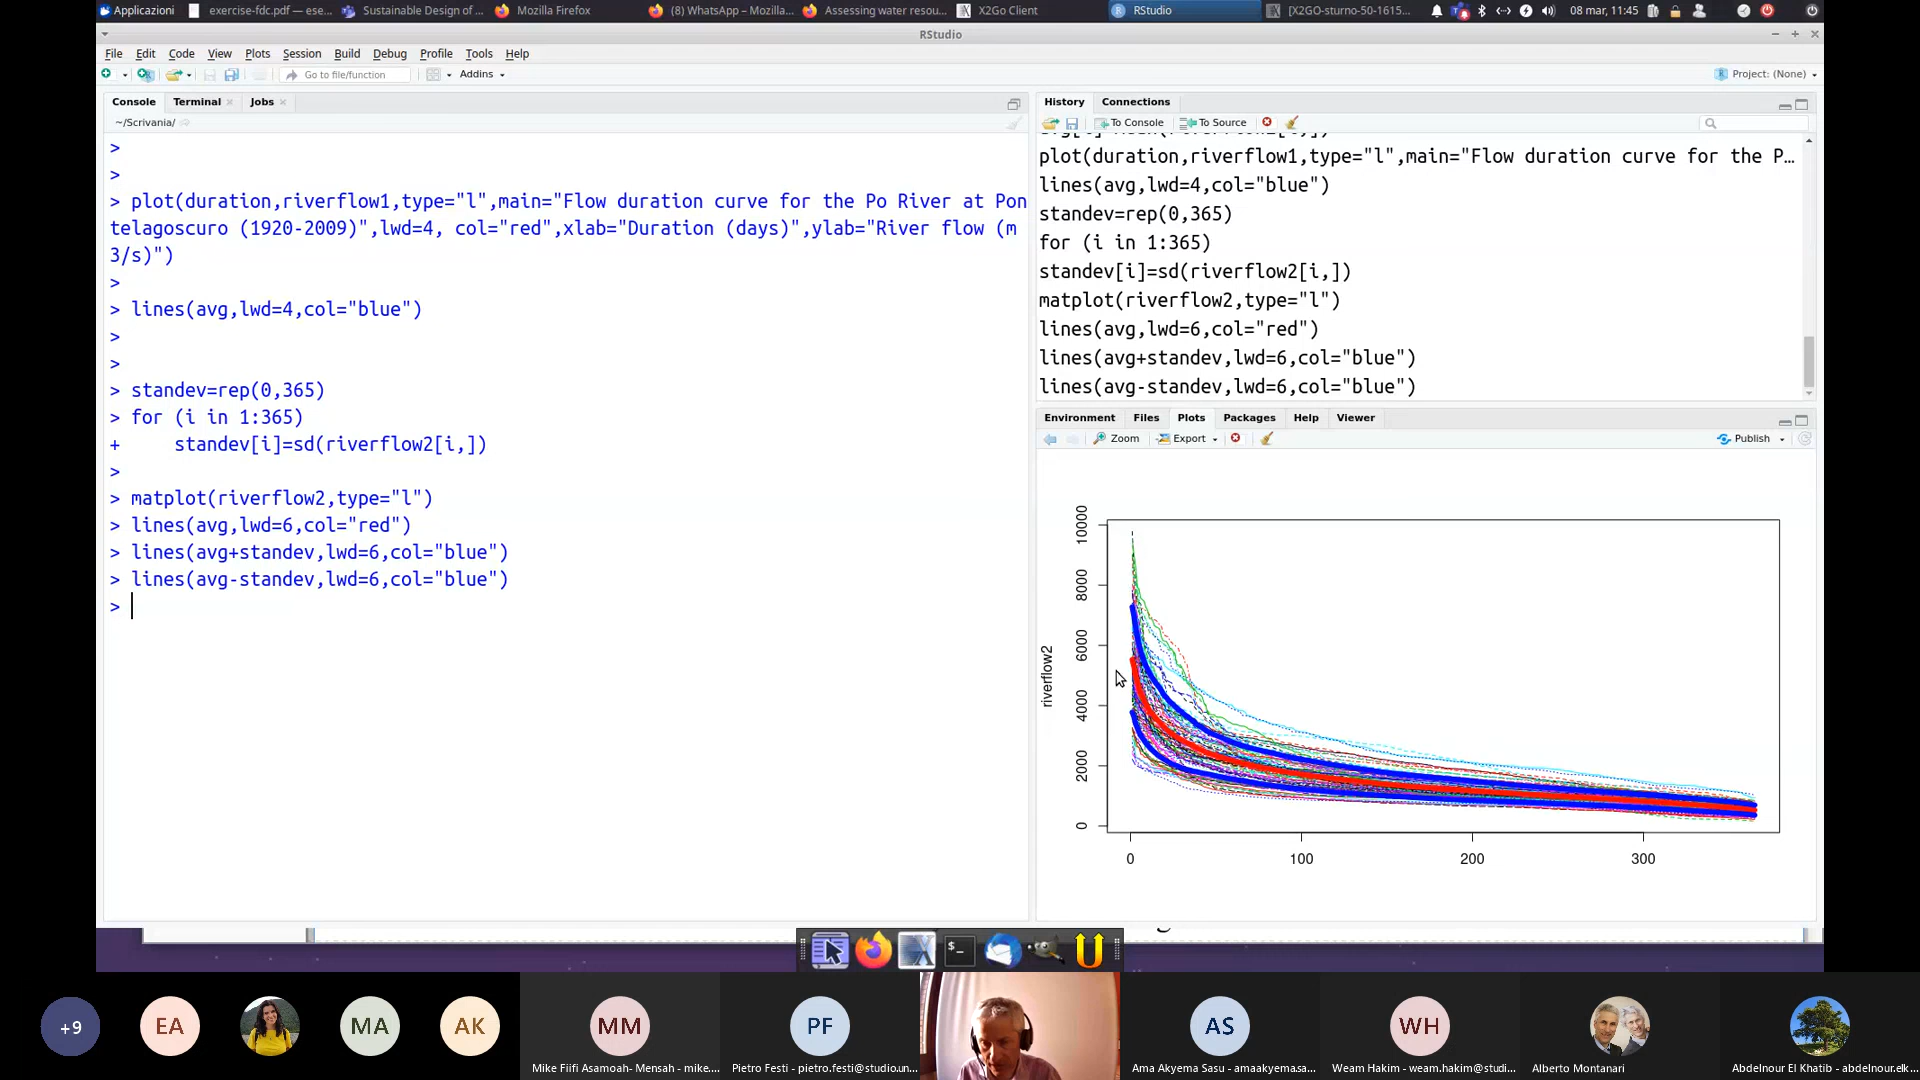 Applicazioni
exercise-fdc.pdf — ese...
Sustainable Design of ...
Mozilla Firefox
(8) WhatsApp – Mozilla...
Assessing water resou...
X2Go Client
RStudio
[X2GO-sturno-50-1615...
08 mar, 11:45
RStudio
File Edit Code View Plots Session Build Debug Profile Tools Help
Go to file/function
Addins
Project: (None)
Console Terminal Jobs
~/Scrivania/
>
>
> plot(duration,riverflow1,type="l",main="Flow duration curve for the Po River at Pon
telagoscuro (1920-2009)",lwd=4, col="red",xlab="Duration (days)",ylab="River flow (m
3/s)")
>
> lines(avg,lwd=4,col="blue")
>
>
> standev=rep(0,365)
> for (i in 1:365)
+     standev[i]=sd(riverflow2[i,])
>
> matplot(riverflow2,type="l")
> lines(avg,lwd=6,col="red")
> lines(avg+standev,lwd=6,col="blue")
> lines(avg-standev,lwd=6,col="blue")
>
History Connections
To Console To Source
plot(duration,riverflow1,type="l",main="Flow duration curve for the P...
lines(avg,lwd=4,col="blue")
standev=rep(0,365)
for (i in 1:365)
standev[i]=sd(riverflow2[i,])
matplot(riverflow2,type="l")
lines(avg,lwd=6,col="red")
lines(avg+standev,lwd=6,col="blue")
lines(avg-standev,lwd=6,col="blue")
Environment Files Plots Packages Help Viewer
Zoom Export Publish
riverflow2
10000
8000
6000
4000
2000
0
0 100 200 300
+9
EA
MA
AK
MM
Mike Fiifi Asamoah- Mensah - mike....
PF
Pietro Festi - pietro.festi@studio.un...
AS
Ama Akyema Sasu - amaakyema.sa...
WH
Weam Hakim - weam.hakim@studi...
Alberto Montanari
Abdelnour El Khatib - abdelnour.elk...